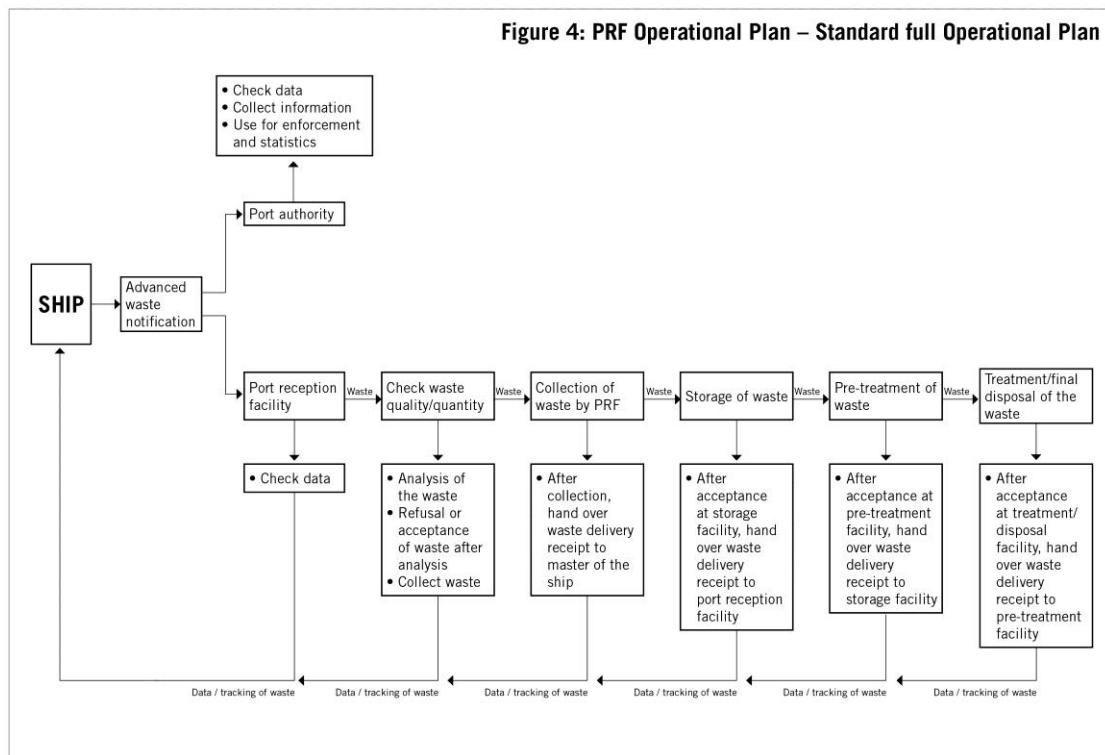 Figure 4: PRF Operational Plan – Standard full Operational Plan
• Check data
• Collect information
• Use for enforcement
and statistics
Port authority
SHIP
Advanced
waste
notification
Port reception
facility
Waste
Check waste
quality/quantity
Waste
Collection of
waste by PRF
Waste
Storage of waste
Waste
Pre-treatment of
waste
Waste
Treatment/final
disposal of the
waste
• Check data
• Analysis of
the waste
• Refusal or
acceptance
of waste after
analysis
• Collect waste
• After
collection,
hand over
waste delivery
receipt to
master of the
ship
• After
acceptance
at storage
facility, hand
over waste
delivery
receipt to port
reception
facility
• After
acceptance at
pre-treatment
facility, hand
over waste
delivery
receipt to
storage facility
• After
acceptance
at treatment/
disposal
facility, hand
over waste
delivery
receipt to
pre-treatment
facility
Data / tracking of waste
Data / tracking of waste
Data / tracking of waste
Data / tracking of waste
Data / tracking of waste
Data / tracking of waste